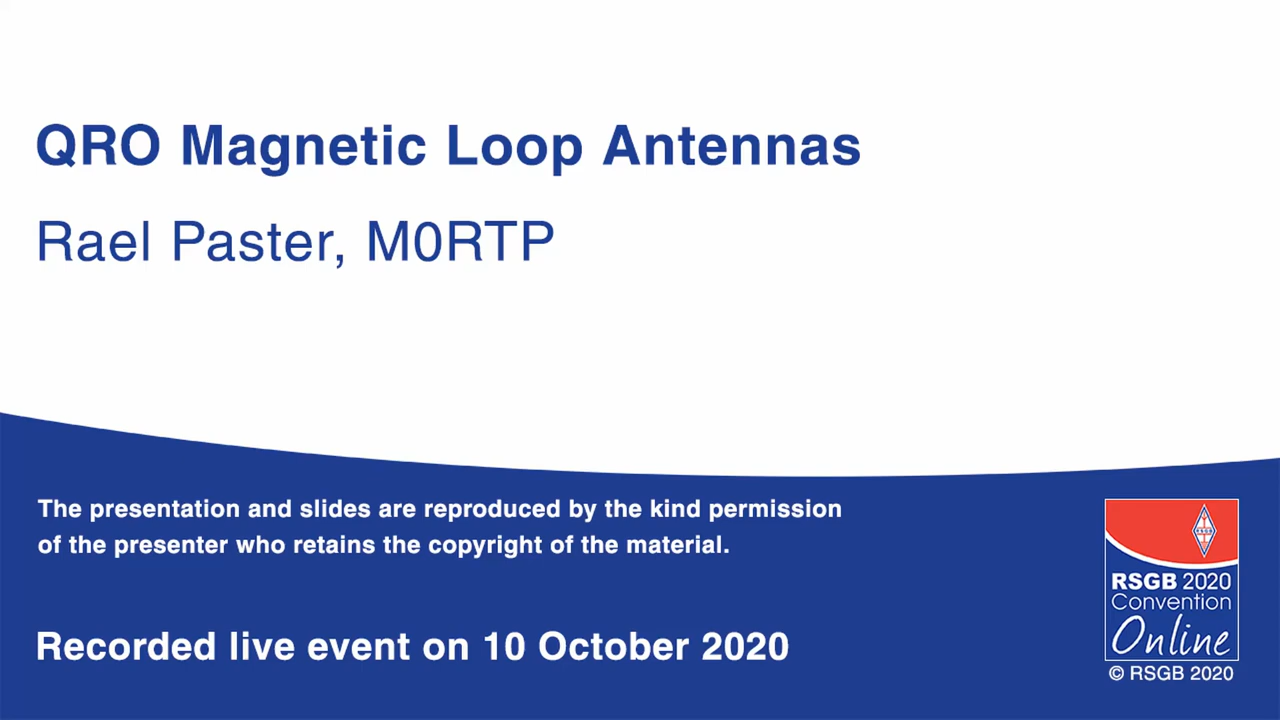 QRO Magnetic Loop Antennas
Rael Paster, M0RTP
The presentation and slides are reproduced by the kind permission
of the presenter who retains the copyright of the material.
Recorded live event on 10 October 2020
RSGB
RSGB 2020
Convention
Online
© RSGB 2020